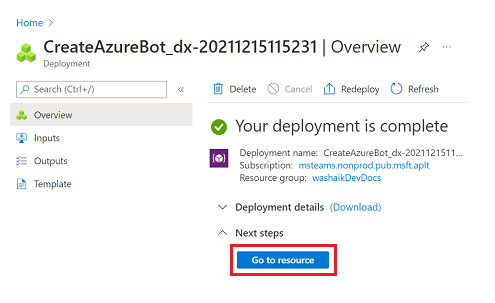 Home >
CreateAzureBot_dx-20211215115231 | Overview
Deployment
Search (Ctrl+/) «
Overview
Inputs
Outputs
Template
Delete Cancel Redeploy Refresh
Your deployment is complete
Deployment name: CreateAzureBot_dx-2021121511...
Subscription: msteams.nonprod.pub.msft.aplt
Resource group: washaikDevDocs
Deployment details (Download)
Next steps
Go to resource